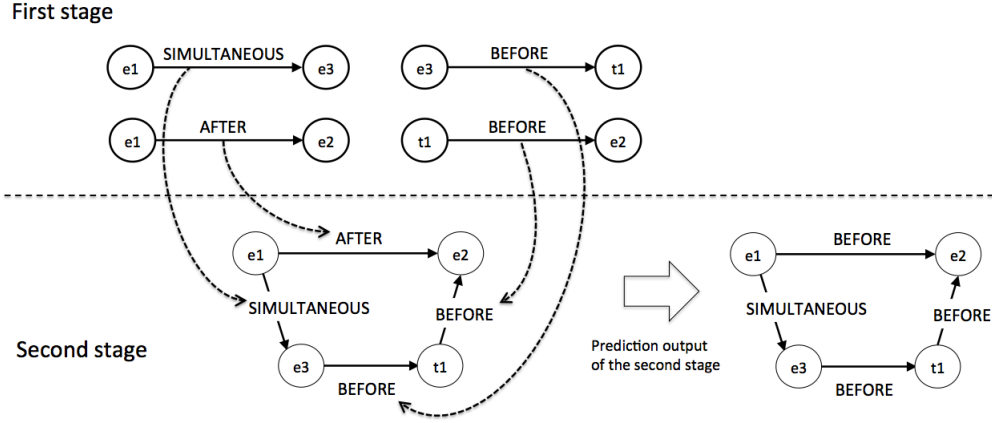 First stage
e1 SIMULTANEOUS e3 e3 BEFORE t1
e1 AFTER e2 t1 BEFORE e2
e1 AFTER e2
SIMULTANEOUS BEFORE
e3 BEFORE t1
Second stage
Prediction output
of the second stage
e1 BEFORE e2
SIMULTANEOUS BEFORE
e3 BEFORE t1